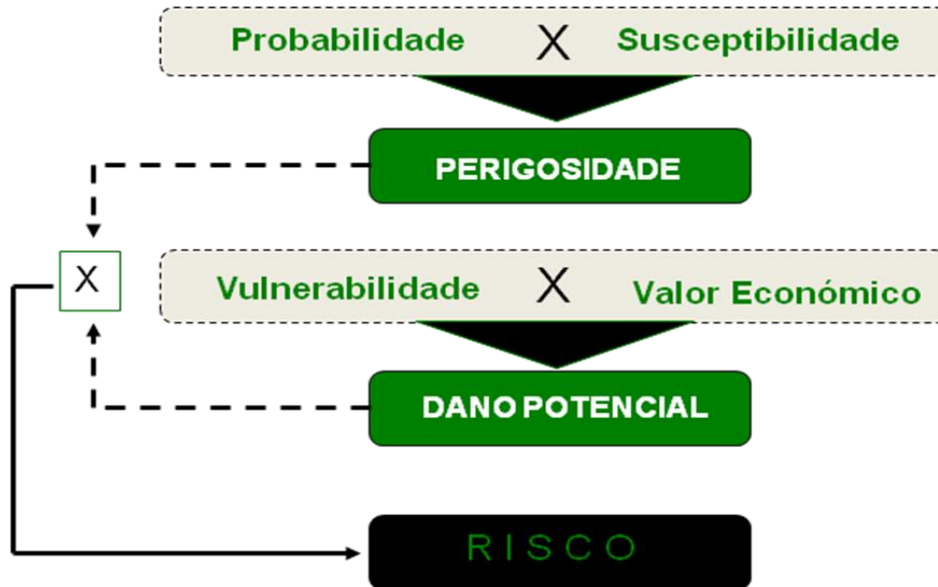 Probabilidade X Susceptibilidade
PERIGOSIDADE
X
Vulnerabilidade X Valor Económico
DANO POTENCIAL
RISCO